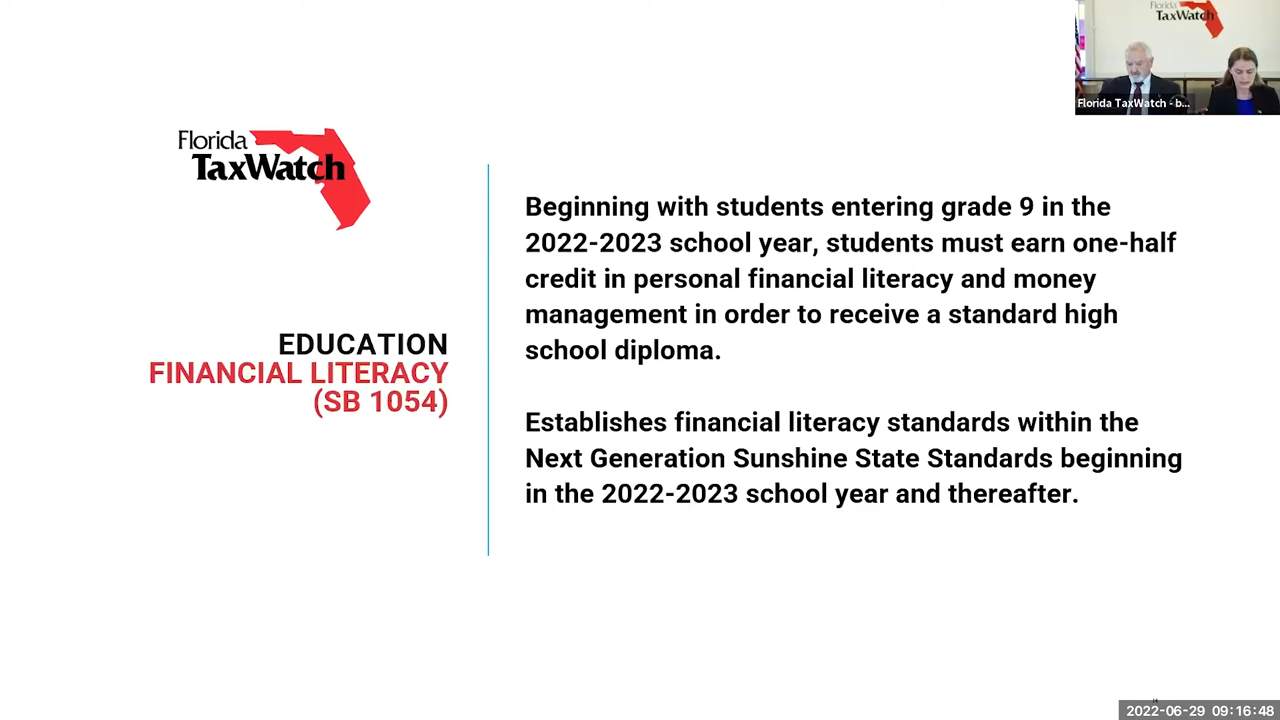 Florida
TaxWatch
Florida TaxWatch - b...
Florida
TaxWatch
EDUCATION
FINANCIAL LITERACY
(SB 1054)
Beginning with students entering grade 9 in the
2022-2023 school year, students must earn one-half
credit in personal financial literacy and money
management in order to receive a standard high
school diploma.
Establishes financial literacy standards within the
Next Generation Sunshine State Standards beginning
in the 2022-2023 school year and thereafter.
2022-06-29 09:16:48